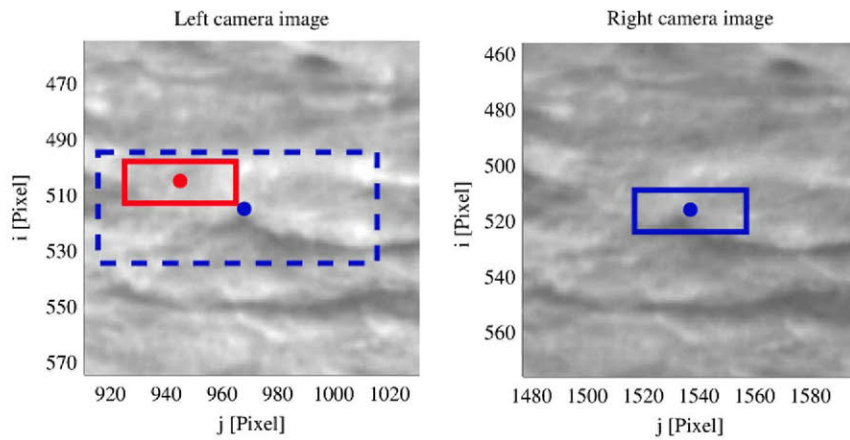 Left camera image
470
490
510
530
550
570
i [Pixel]
920 940 960 980 1000 1020
j [Pixel]
Right camera image
460
480
500
520
540
560
i [Pixel]
1480 1500 1520 1540 1560 1580
j [Pixel]